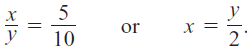 x/y = 5/10 or x = y/2.